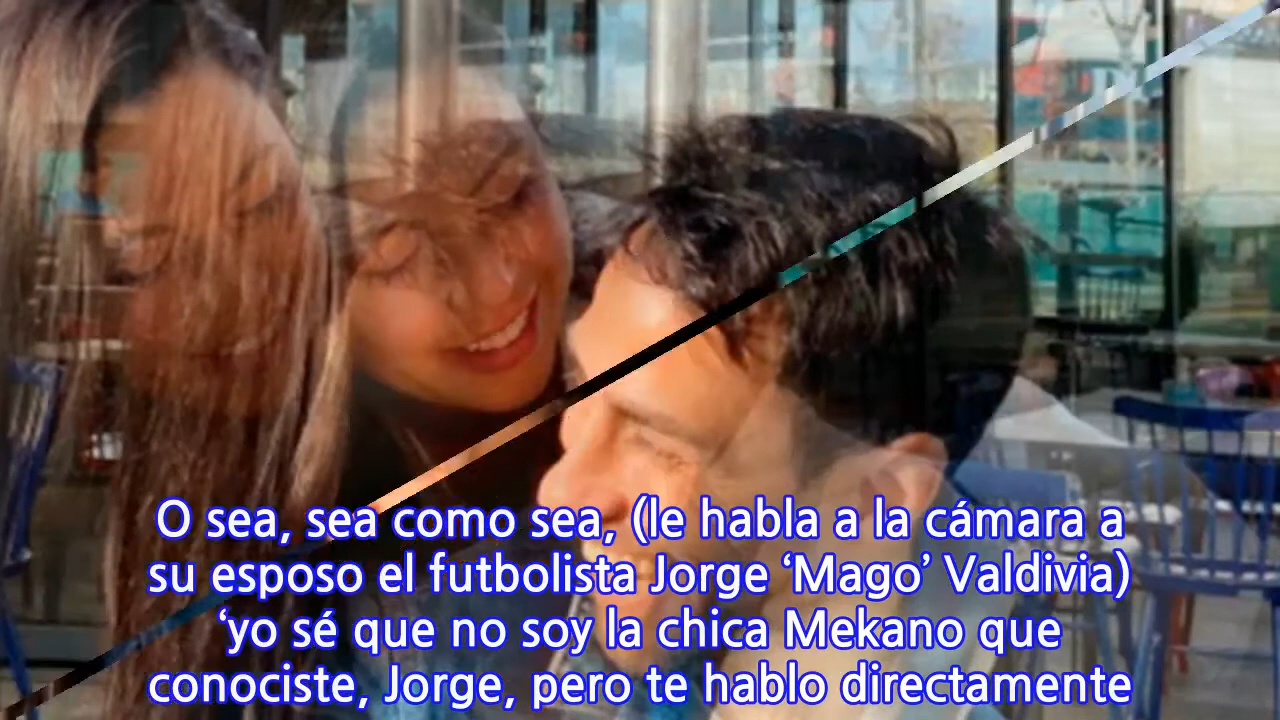 O sea, sea como sea, (le habla a la cámara a
su esposo el futbolista Jorge ‘Mago’ Valdivia)
‘yo sé que no soy la chica Mekano que
conociste, Jorge, pero te hablo directamente